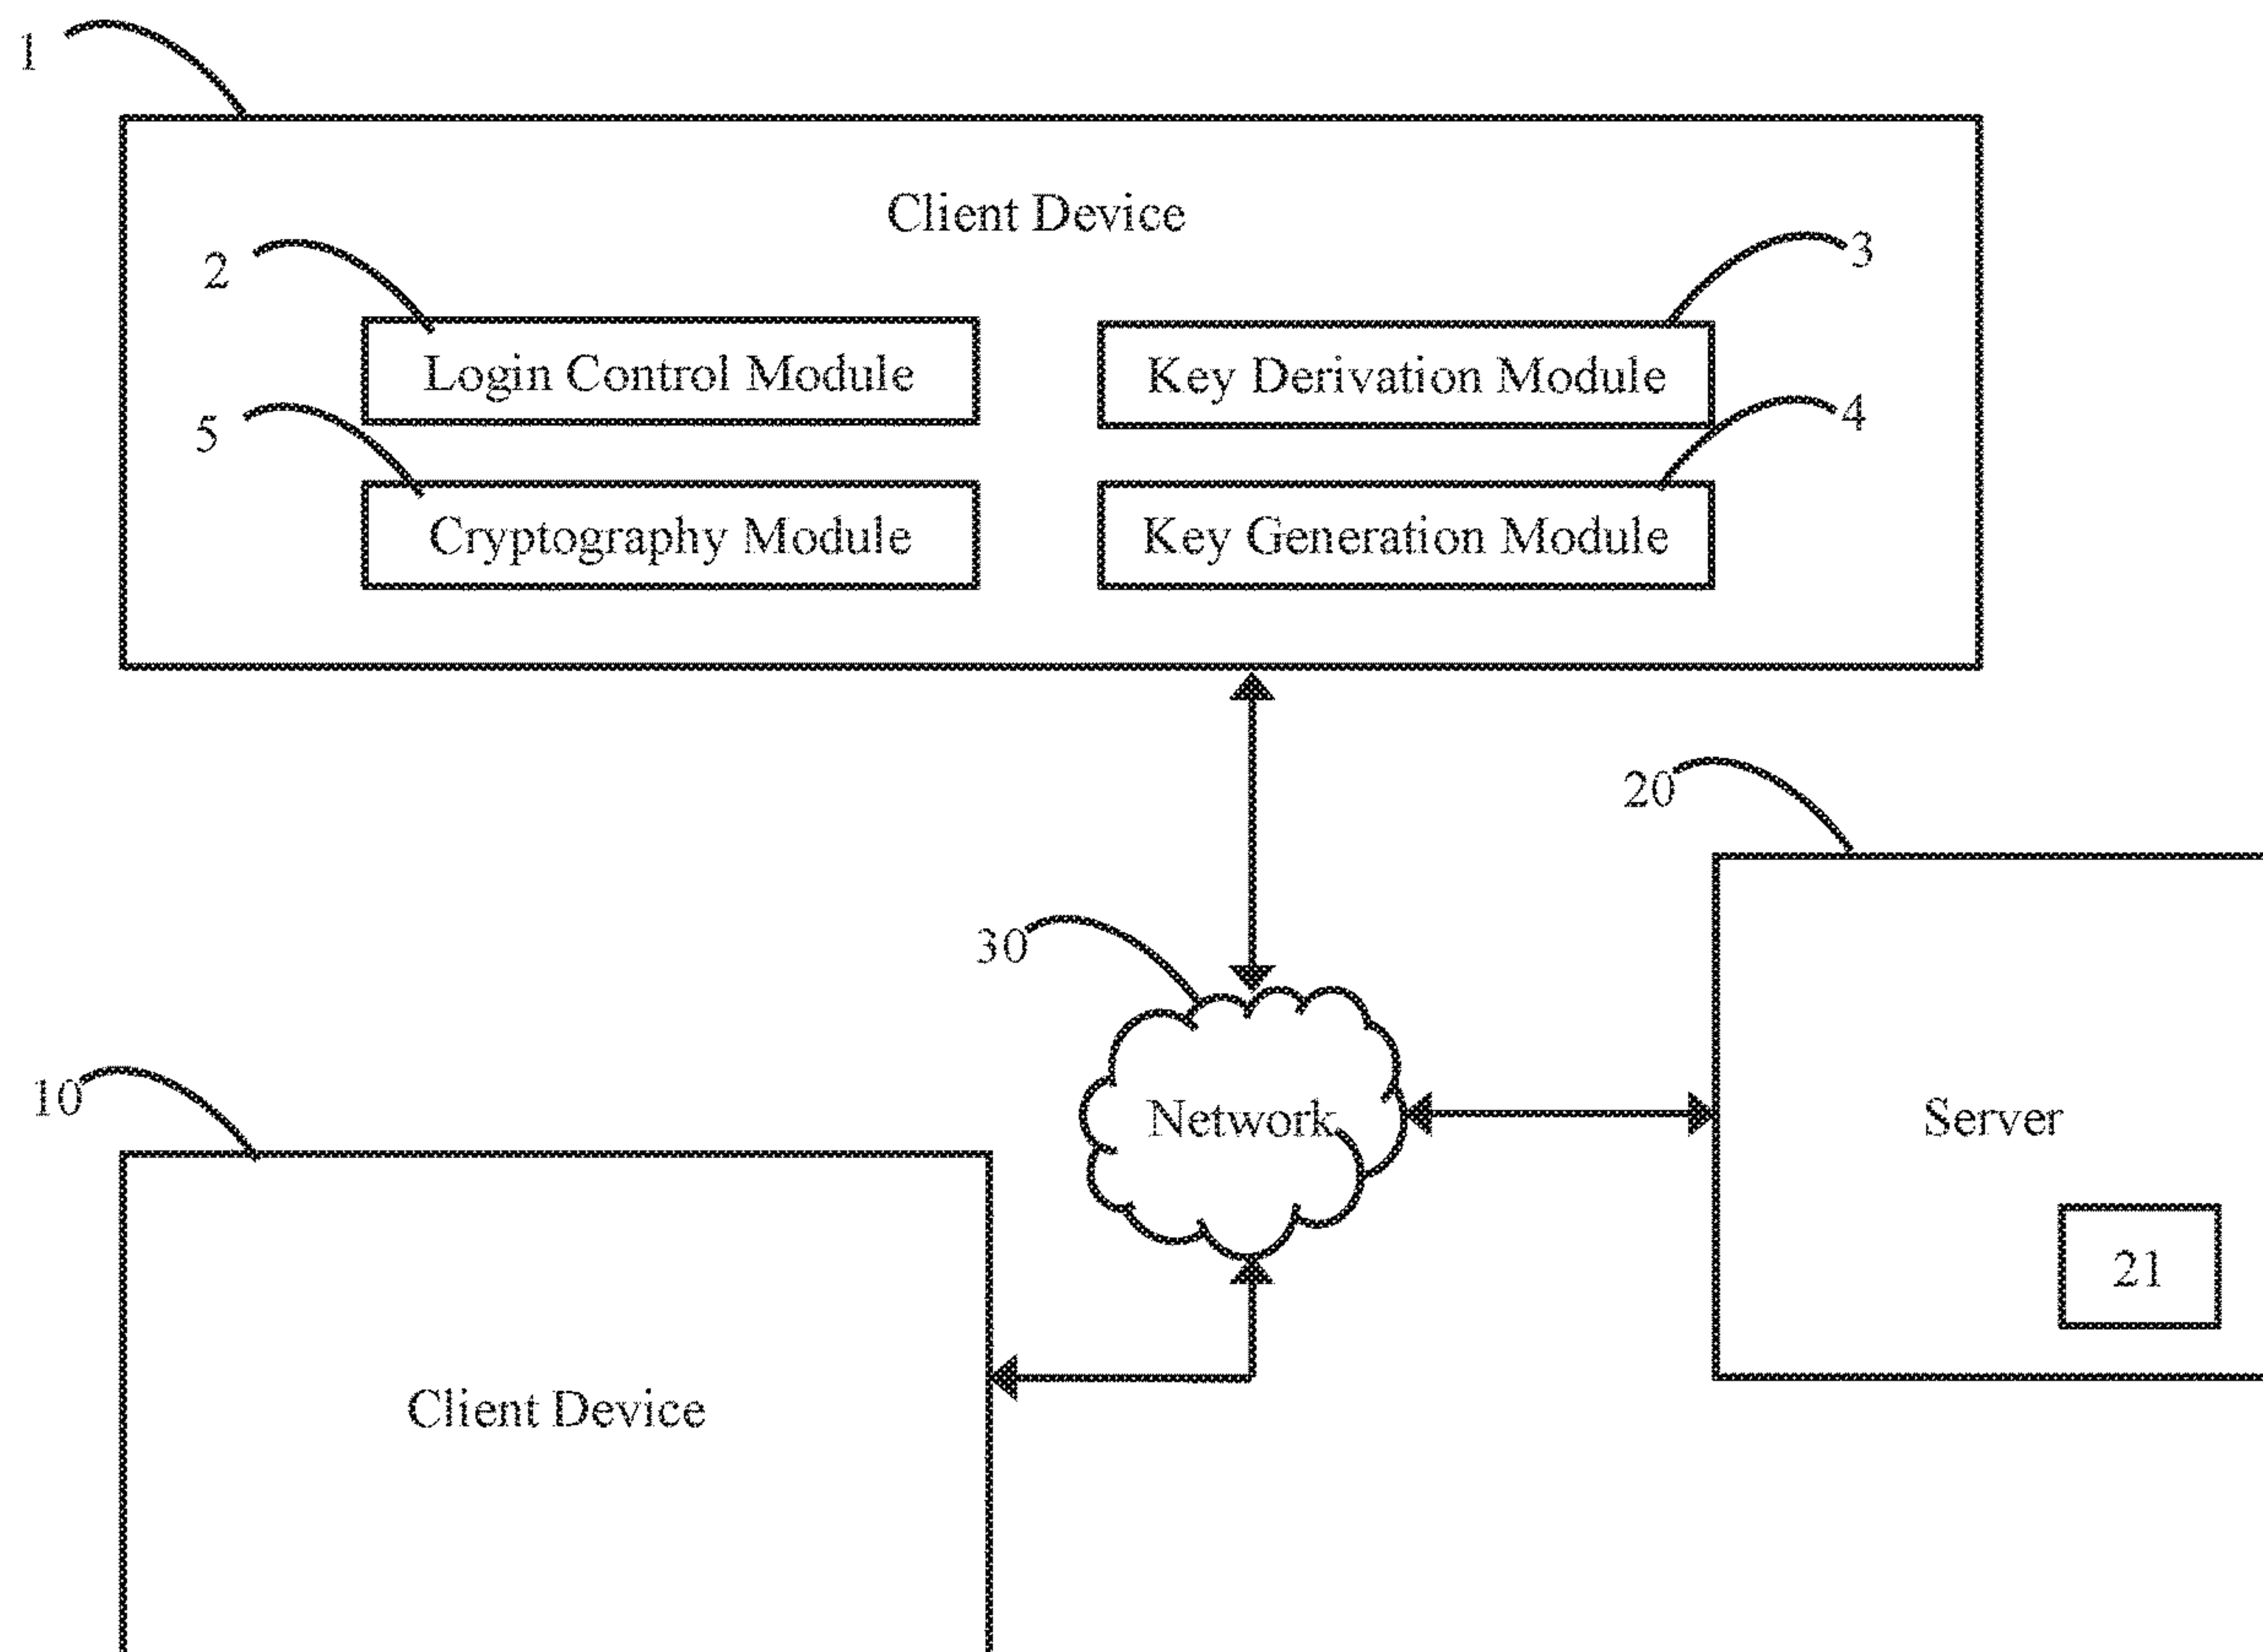 1
Client Device
2
3
Login Control Module
Key Derivation Module
5
4
Cryptography Module
Key Generation Module
20
30
10
Network
Server
21
Client Device